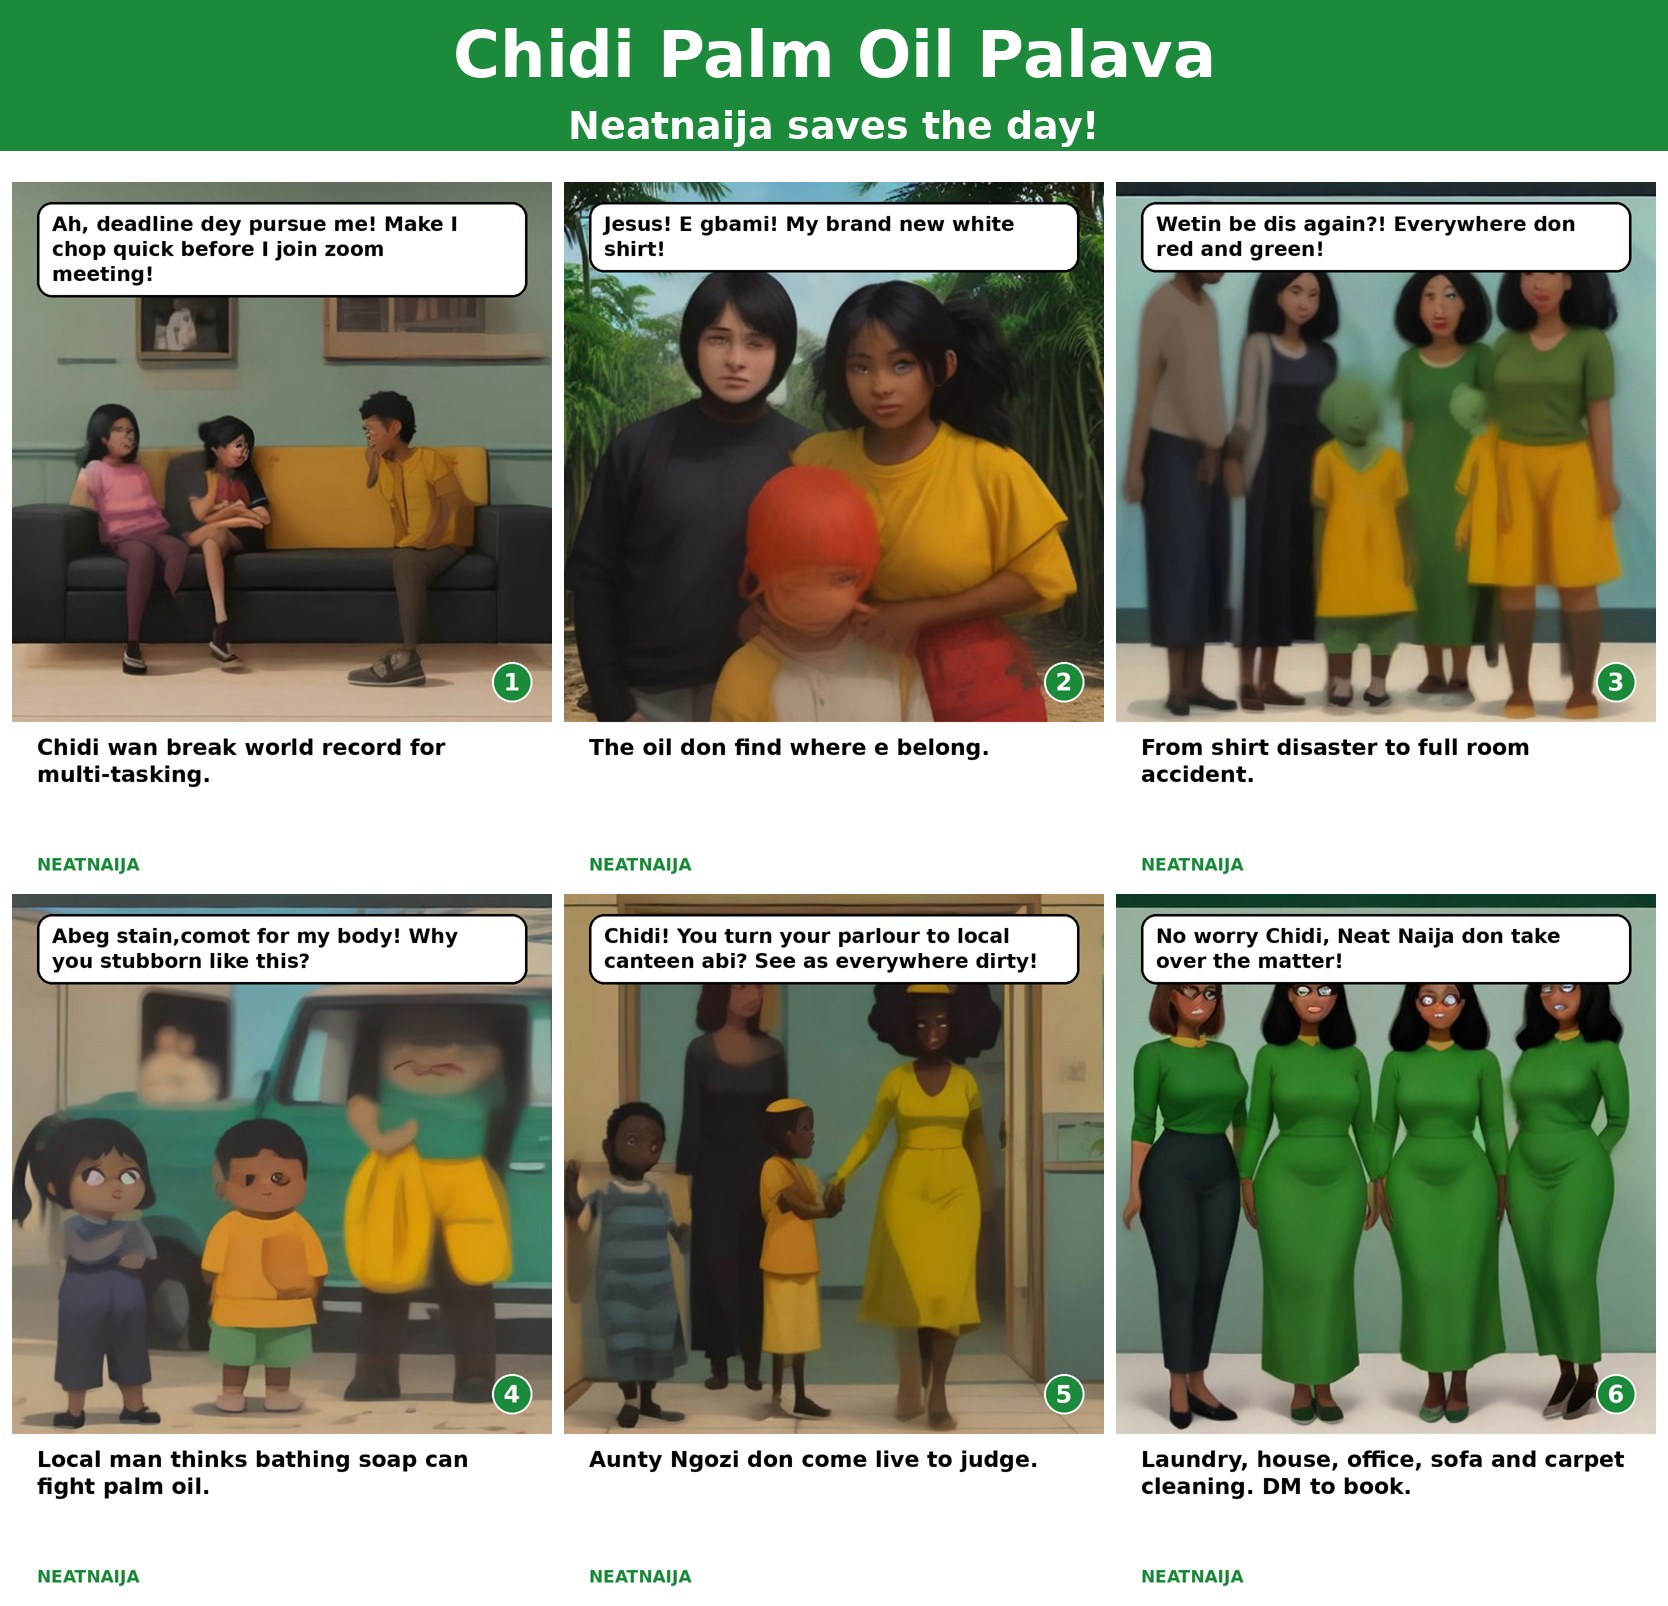 Chidi Palm Oil Palava
Neatnaija saves the day!
Ah, deadline dey pursue me! Make I
chop quick before I join zoom
meeting!
1
Chidi wan break world record for
multi-tasking.
NEATNAIJA
Jesus! E gbami! My brand new white
shirt!
2
The oil don find where e belong.
NEATNAIJA
Wetin be dis again?! Everywhere don
red and green!
3
From shirt disaster to full room
accident.
NEATNAIJA
Abeg stain,comot for my body! Why
you stubborn like this?
4
Local man thinks bathing soap can
fight palm oil.
NEATNAIJA
Chidi! You turn your parlour to local
canteen abi? See as everywhere dirty!
5
Aunty Ngozi don come live to judge.
NEATNAIJA
No worry Chidi, Neat Naija don take
over the matter!
6
Laundry, house, office, sofa and carpet
cleaning. DM to book.
NEATNAIJA